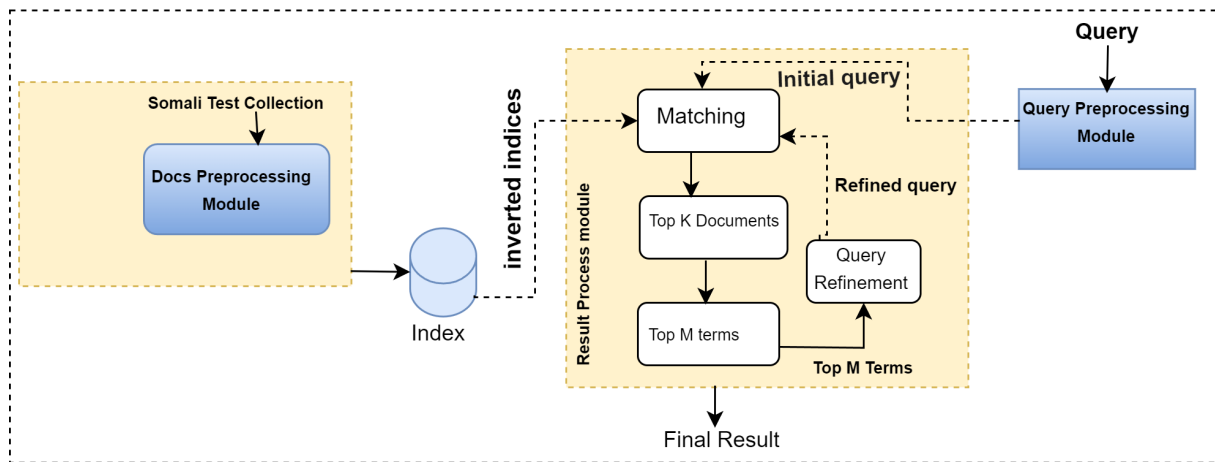 Somali Test Collection
Docs Preprocessing
Module
Index
inverted indices
Result Process module
Initial query
Matching
Top K Documents
Top M terms
Top M Terms
Query
Refinement
Refined query
Final Result
Query
Query Preprocessing
Module